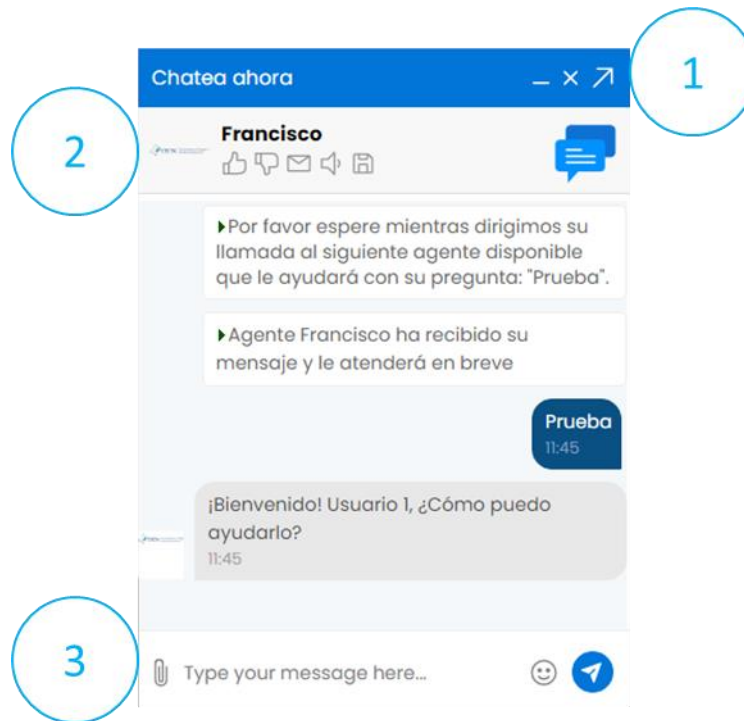 Chatea ahora
1
2
Francisco
▸Por favor espere mientras dirigimos su
llamada al siguiente agente disponible
que le ayudará con su pregunta: "Prueba".
▸Agente Francisco ha recibido su
mensaje y le atenderá en breve
Prueba
11:45
¡Bienvenido! Usuario 1, ¿Cómo puedo
ayudarlo?
11:45
3
Type your message here...